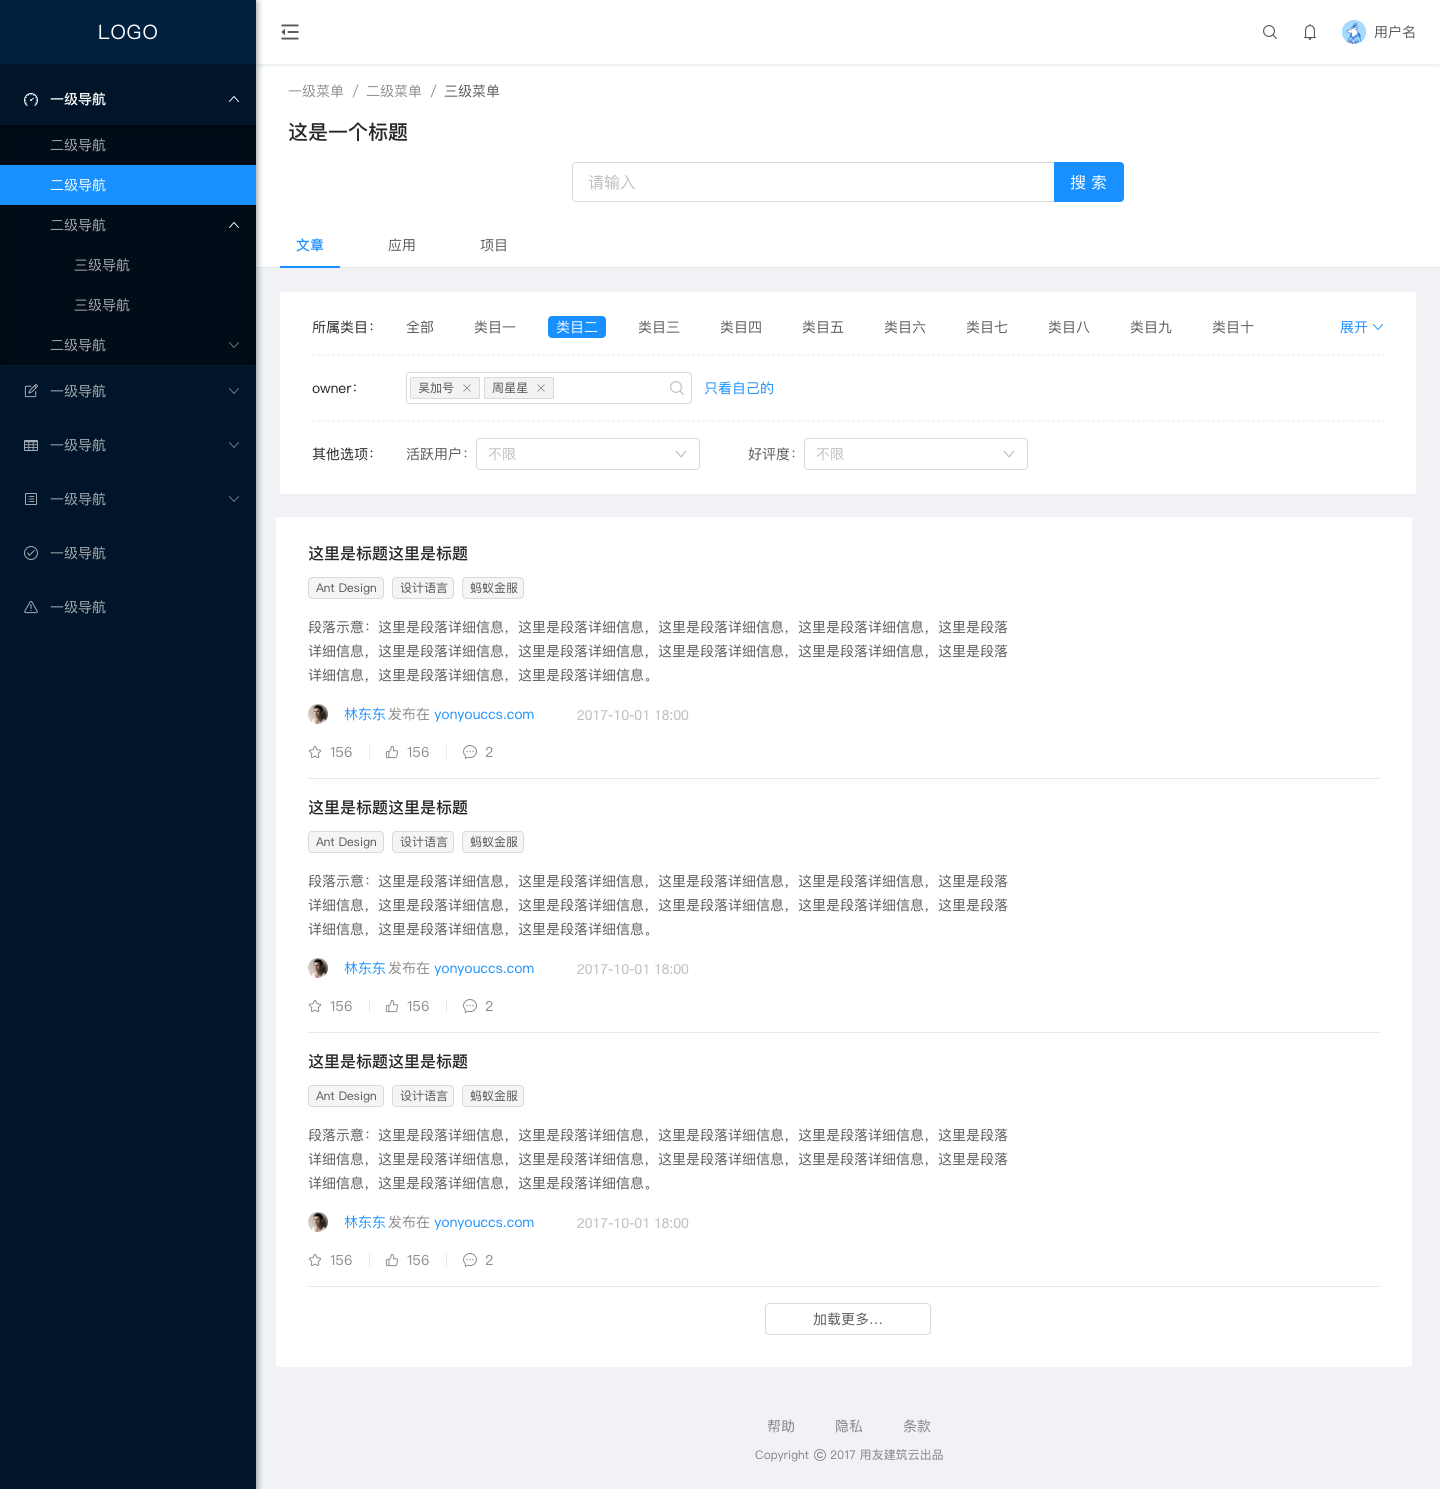 LOGO
一级导航
二级导航
二级导航
二级导航
三级导航
三级导航
二级导航
一级导航
一级导航
一级导航
一级导航
一级导航
用户名
一级菜单 / 二级菜单 / 三级菜单
这是一个标题
请输入 搜 索
文章 应用 项目
所属类目： 全部 类目一 类目二 类目三 类目四 类目五 类目六 类目七 类目八 类目九 类目十 展开
owner： 吴加号 周星星 只看自己的
其他选项： 活跃用户： 不限 好评度： 不限
这里是标题这里是标题
Ant Design 设计语言 蚂蚁金服
段落示意：这里是段落详细信息，这里是段落详细信息，这里是段落详细信息，这里是段落详细信息，这里是段落
详细信息，这里是段落详细信息，这里是段落详细信息，这里是段落详细信息，这里是段落详细信息，这里是段落
详细信息，这里是段落详细信息，这里是段落详细信息。
林东东 发布在 yonyouccs.com 2017-10-01 18:00
156 156 2
这里是标题这里是标题
Ant Design 设计语言 蚂蚁金服
段落示意：这里是段落详细信息，这里是段落详细信息，这里是段落详细信息，这里是段落详细信息，这里是段落
详细信息，这里是段落详细信息，这里是段落详细信息，这里是段落详细信息，这里是段落详细信息，这里是段落
详细信息，这里是段落详细信息，这里是段落详细信息。
林东东 发布在 yonyouccs.com 2017-10-01 18:00
156 156 2
这里是标题这里是标题
Ant Design 设计语言 蚂蚁金服
段落示意：这里是段落详细信息，这里是段落详细信息，这里是段落详细信息，这里是段落详细信息，这里是段落
详细信息，这里是段落详细信息，这里是段落详细信息，这里是段落详细信息，这里是段落详细信息，这里是段落
详细信息，这里是段落详细信息，这里是段落详细信息。
林东东 发布在 yonyouccs.com 2017-10-01 18:00
156 156 2
加载更多...
帮助 隐私 条款
Copyright © 2017 用友建筑云出品